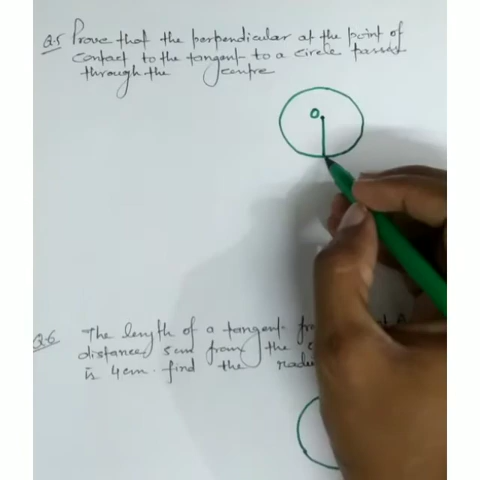 Q.5 Prove that the perpendicular at the point of
contact to the tangent to a circle passes
through the centre
O
Q.6 The length of a tangent
distance 5cm from the
is 4cm. find the